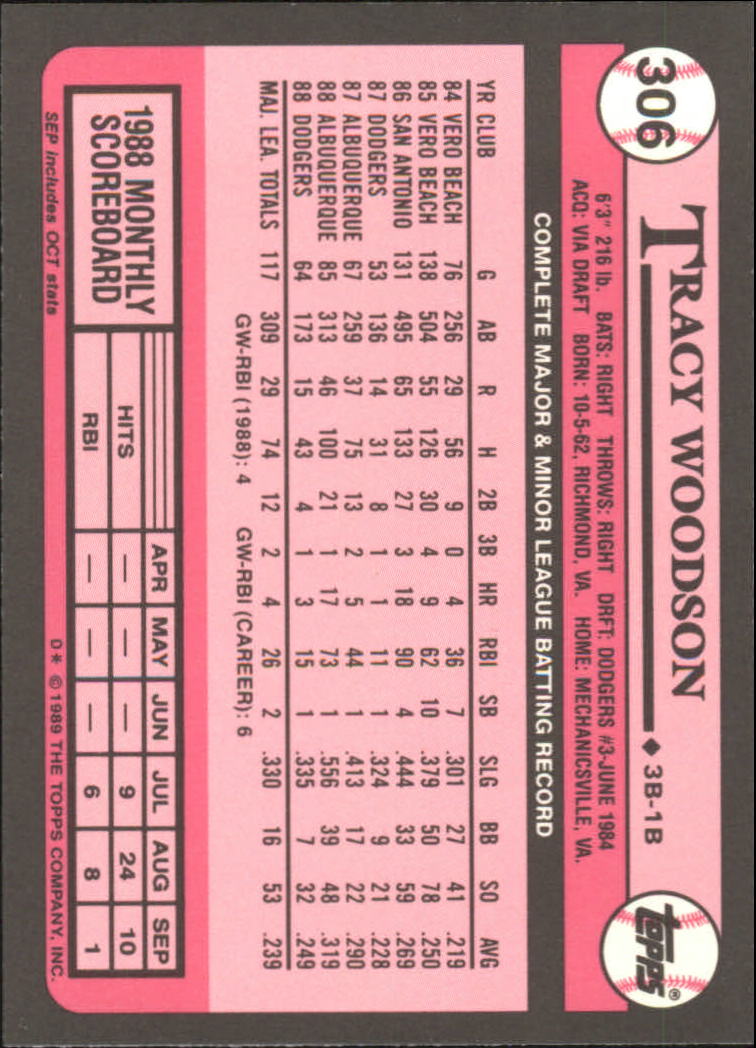 306
TRACY WOODSON ◆ 3B-1B
topps®
6'3" 216 lb. BATS: RIGHT THROWS: RIGHT DRFT: DODGERS #3-JUNE 1984
ACQ: VIA DRAFT BORN: 10-5-62, RICHMOND, VA. HOME: MECHANICSVILLE, VA.
COMPLETE MAJOR & MINOR LEAGUE BATTING RECORD
YR CLUB G AB R H 2B 3B HR RBI SB SLG BB SO AVG
84 VERO BEACH 76 256 29 56 9 0 4 36 7 .301 27 41 .219
85 VERO BEACH 138 504 55 126 30 4 9 62 10 .379 50 78 .250
86 SAN ANTONIO 131 495 65 133 27 3 18 90 4 .444 33 59 .269
87 DODGERS 53 136 14 31 8 1 1 11 1 .324 9 21 .228
87 ALBUQUERQUE 67 259 37 75 13 2 5 44 1 .413 17 22 .290
88 ALBUQUERQUE 85 313 46 100 21 1 17 73 1 .556 39 48 .319
88 DODGERS 64 173 15 43 4 1 3 15 1 .335 7 32 .249
MAJ. LEA. TOTALS 117 309 29 74 12 2 4 26 2 .330 16 53 .239
GW-RBI (1988): 4 GW-RBI (CAREER): 6
1988 MONTHLY
SCOREBOARD
APR MAY JUN JUL AUG SEP
HITS — — — 9 24 10
RBI — — — 6 8 1
SEP includes OCT stats
D* © 1989 THE TOPPS COMPANY, INC.